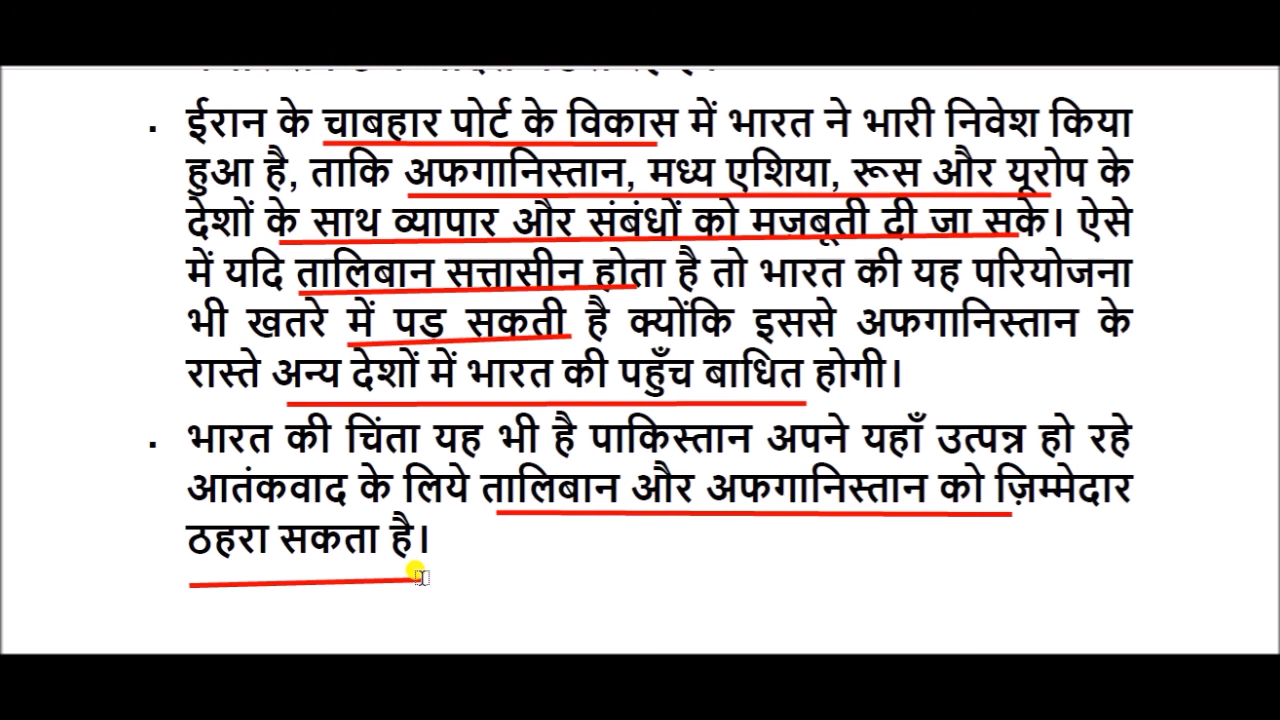 ईरान के चाबहार पोर्ट के विकास में भारत ने भारी निवेश किया
हुआ है, ताकि अफगानिस्तान, मध्य एशिया, रूस और यूरोप के
देशों के साथ व्यापार और संबंधों को मजबूती दी जा सके। ऐसे
में यदि तालिबान सत्तासीन होता है तो भारत की यह परियोजना
भी खतरे में पड़ सकती है क्योंकि इससे अफगानिस्तान के
रास्ते अन्य देशों में भारत की पहुँच बाधित होगी।
भारत की चिंता यह भी है पाकिस्तान अपने यहाँ उत्पन्न हो रहे
आतंकवाद के लिये तालिबान और अफगानिस्तान को ज़िम्मेदार
ठहरा सकता है।